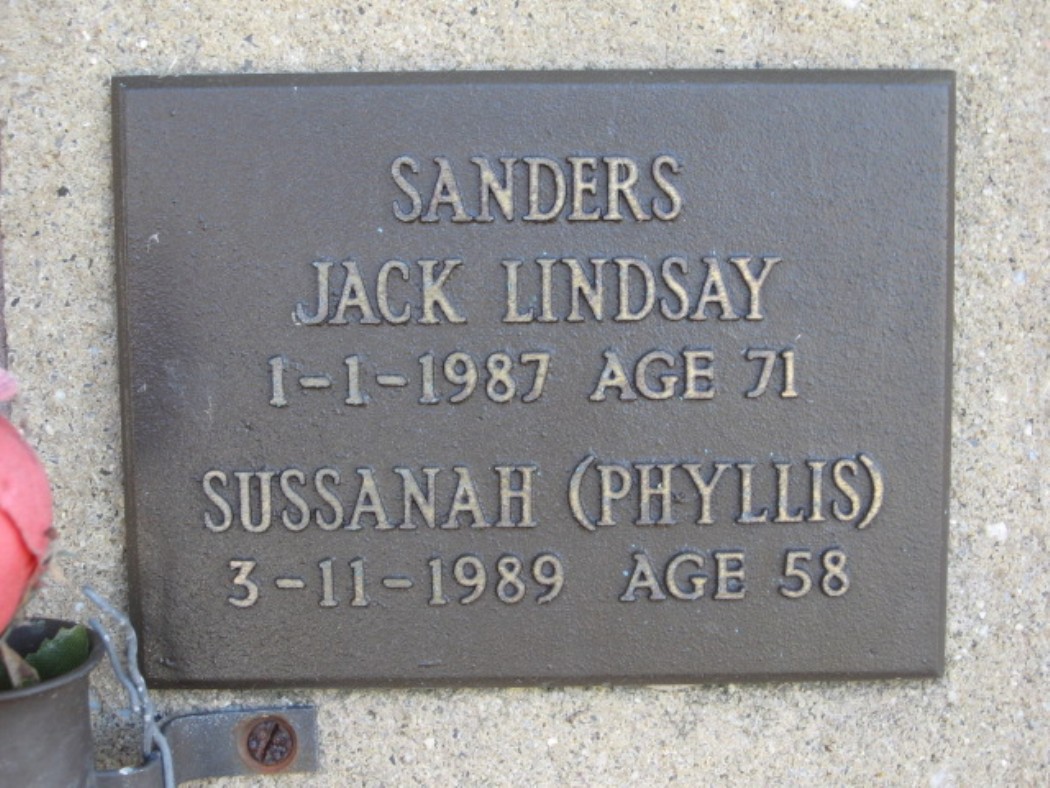 SANDERS
JACK LINDSAY
1-1-1987 AGE 71
SUSSANAH (PHYLLIS)
3-11-1989 AGE 58